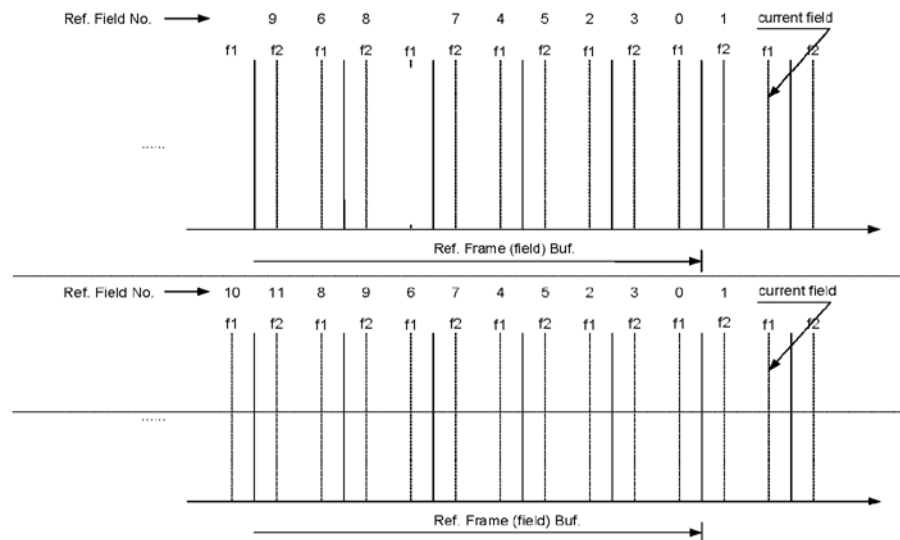 Ref. Field No. 9 6 8 7 4 5 2 3 0 1 current field
f1 f2 f1 f2 f1 f2 f1 f2 f1 f2 f1 f2 f1 f2
......
Ref. Frame (field) Buf.
Ref. Field No. 10 11 8 9 6 7 4 5 2 3 0 1 current field
f1 f2 f1 f2 f1 f2 f1 f2 f1 f2 f1 f2 f1 f2
......
Ref. Frame (field) Buf.